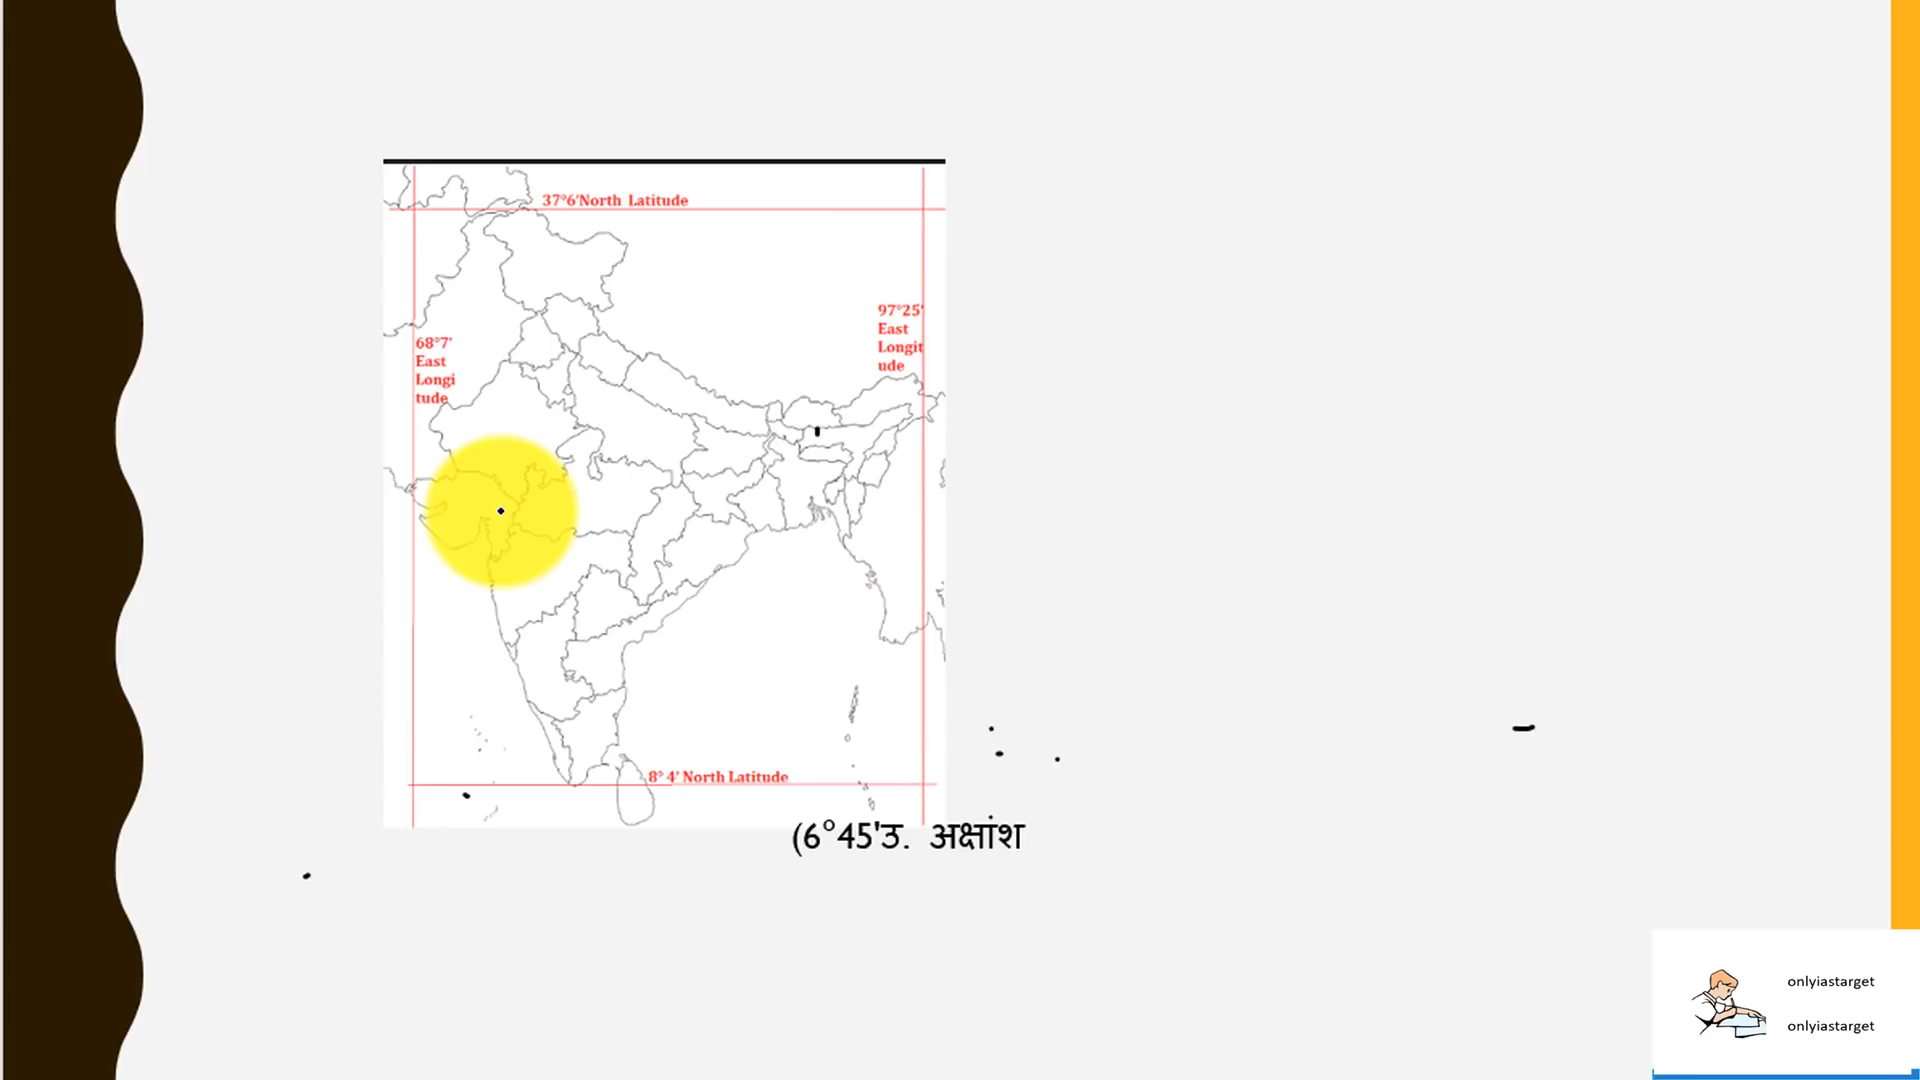 37°6'North Latitude
97°25'
East
Longit
ude
68°7'
East
Longi
tude
8° 4' North Latitude
(6°45'उ. अक्षांश
onlyiastarget
onlyiastarget